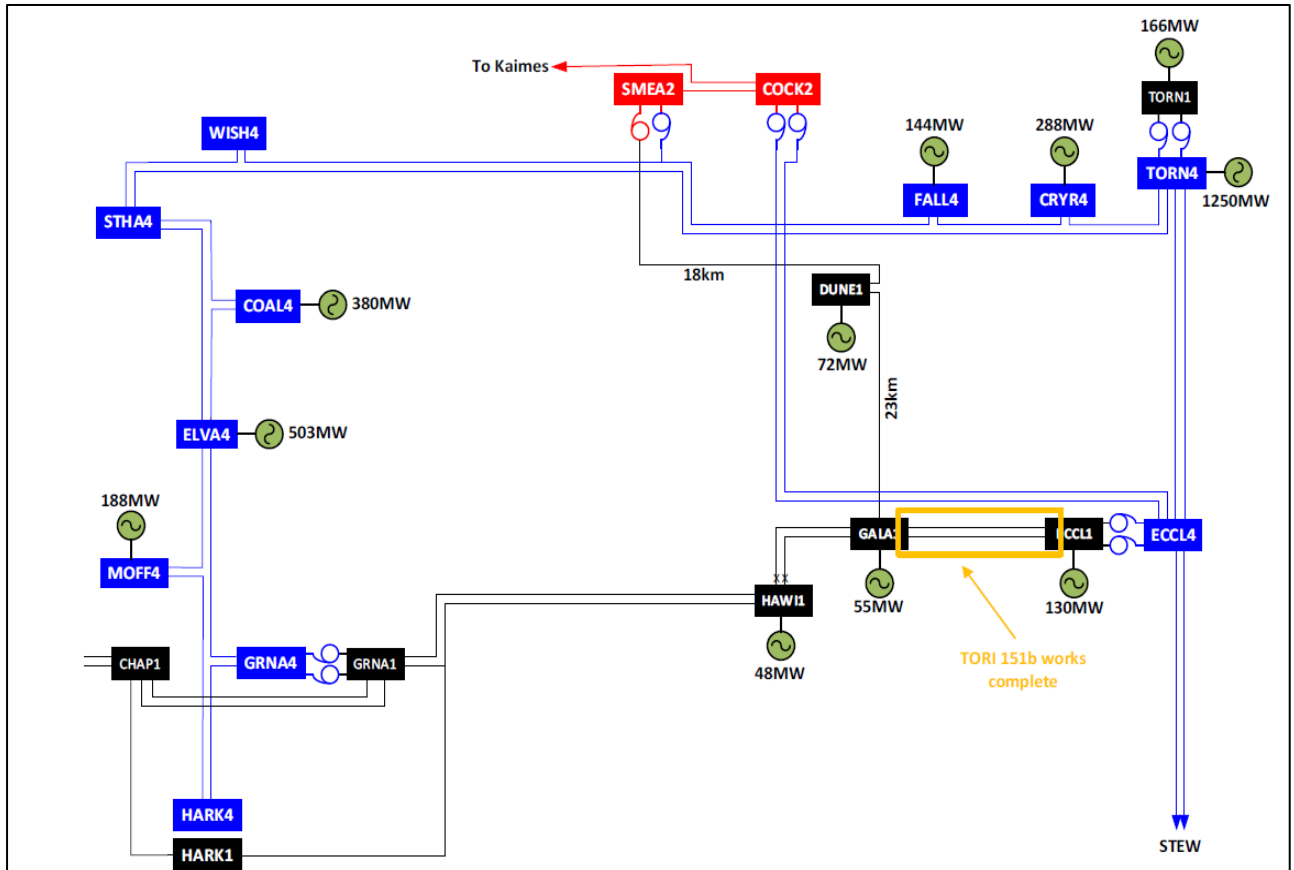 166MW
To Kaimes
SMEA2
COCK2
TORN1
WISH4
144MW
288MW
TORN4
FALL4
CRYR4
1250MW
STHA4
18km
DUNE1
COAL4
380MW
72MW
23km
ELVA4
503MW
188MW
GALA1
ECCL1
ECCL4
MOFF4
xx
HAWI1
55MW
130MW
CHAP1
GRNA4
GRNA1
48MW
TORI 151b works
complete
HARK4
STEW
HARK1